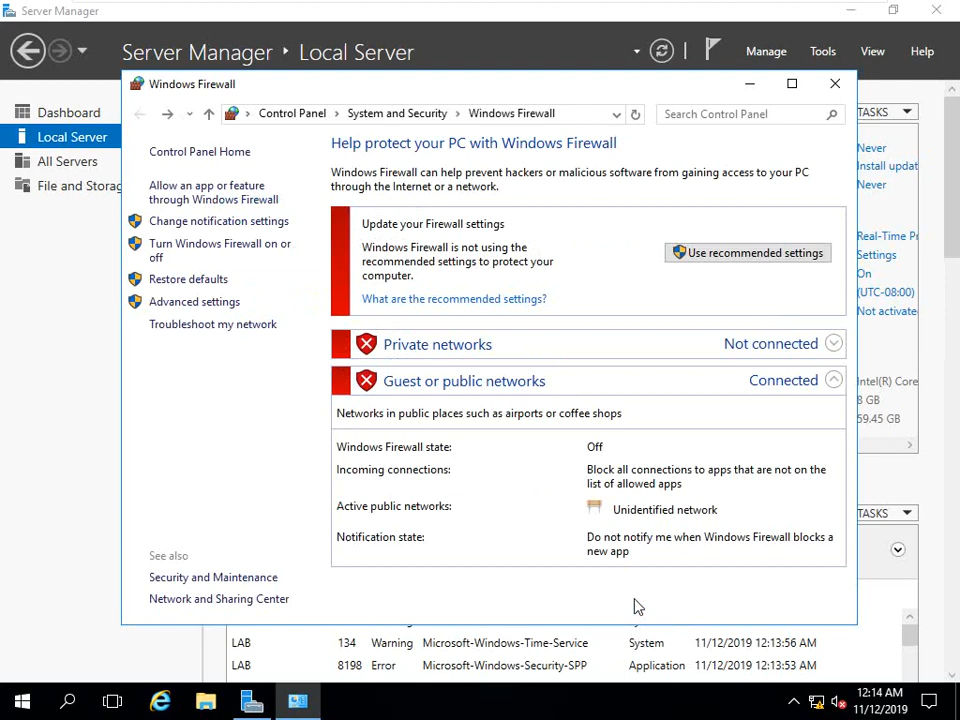 Server Manager
Server Manager
Local Server
Manage
Tools
View
Help
Windows Firewall
Control Panel
System and Security
Windows Firewall
Search Control Panel
Dashboard
Local Server
All Servers
File and Storag
Control Panel Home
Allow an app or feature
through Windows Firewall
Change notification settings
Turn Windows Firewall on or
off
Restore defaults
Advanced settings
Troubleshoot my network
See also
Security and Maintenance
Network and Sharing Center
Help protect your PC with Windows Firewall
Windows Firewall can help prevent hackers or malicious software from gaining access to your PC
through the Internet or a network.
Update your Firewall settings
Windows Firewall is not using the
recommended settings to protect your
computer.
What are the recommended settings?
Use recommended settings
Private networks
Not connected
Guest or public networks
Connected
Networks in public places such as airports or coffee shops
Windows Firewall state:
Off
Incoming connections:
Block all connections to apps that are not on the
list of allowed apps
Active public networks:
Unidentified network
Notification state:
Do not notify me when Windows Firewall blocks a
new app
TASKS
Never
Install updat
Never
Real-Time Pr
Settings
On
(UTC-08:00)
Not activate
Intel(R) Core
8 GB
59.45 GB
TASKS
LAB 134 Warning Microsoft-Windows-Time-Service System 11/12/2019 12:13:56 AM
LAB 8198 Error Microsoft-Windows-Security-SPP Application 11/12/2019 12:13:53 AM
12:14 AM
11/12/2019